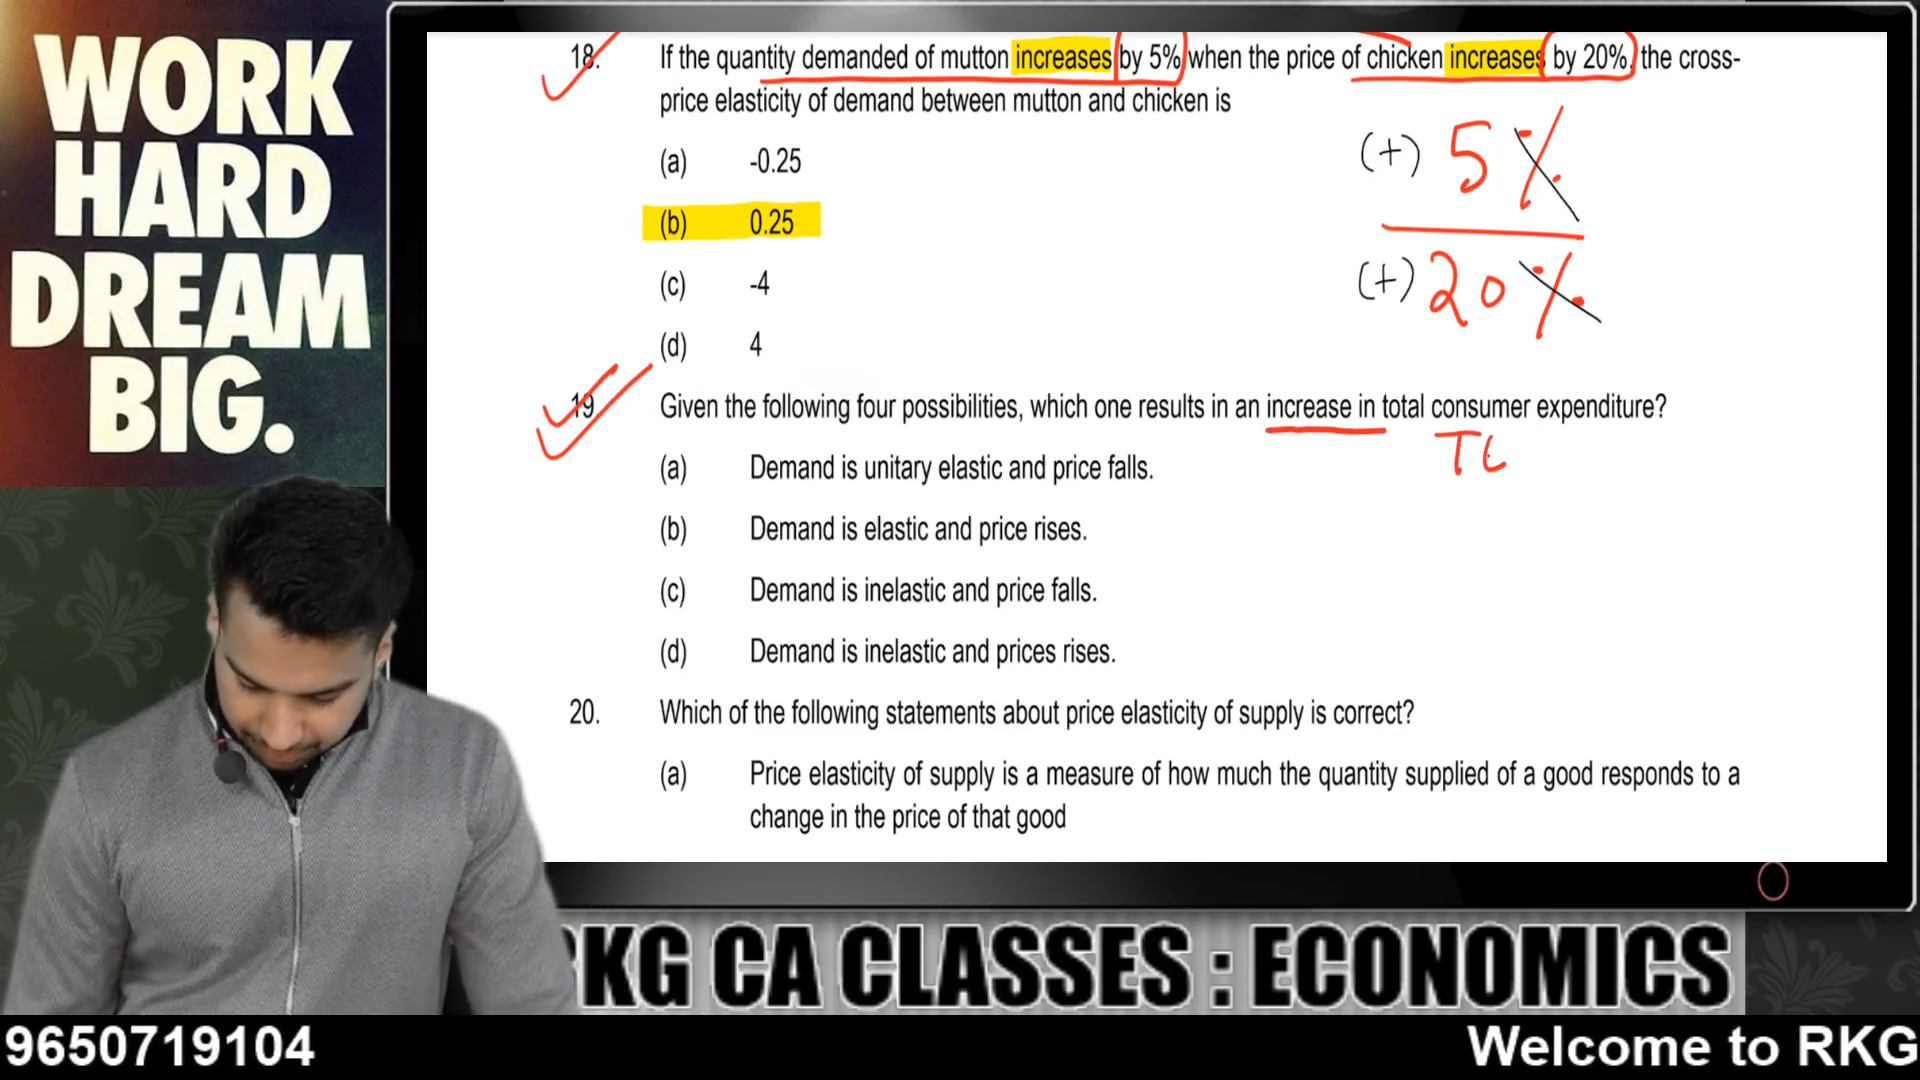 WORK
HARD
DREAM
BIG.
18. If the quantity demanded of mutton increases by 5% when the price of chicken increases by 20%, the cross-
price elasticity of demand between mutton and chicken is
(a) -0.25
(b) 0.25
(c) -4
(d) 4
(+) 5%
(+) 20%
19. Given the following four possibilities, which one results in an increase in total consumer expenditure?
(a) Demand is unitary elastic and price falls.
(b) Demand is elastic and price rises.
(c) Demand is inelastic and price falls.
(d) Demand is inelastic and prices rises.
20. Which of the following statements about price elasticity of supply is correct?
(a) Price elasticity of supply is a measure of how much the quantity supplied of a good responds to a
change in the price of that good
RKG CA CLASSES : ECONOMICS
9650719104
Welcome to RKG